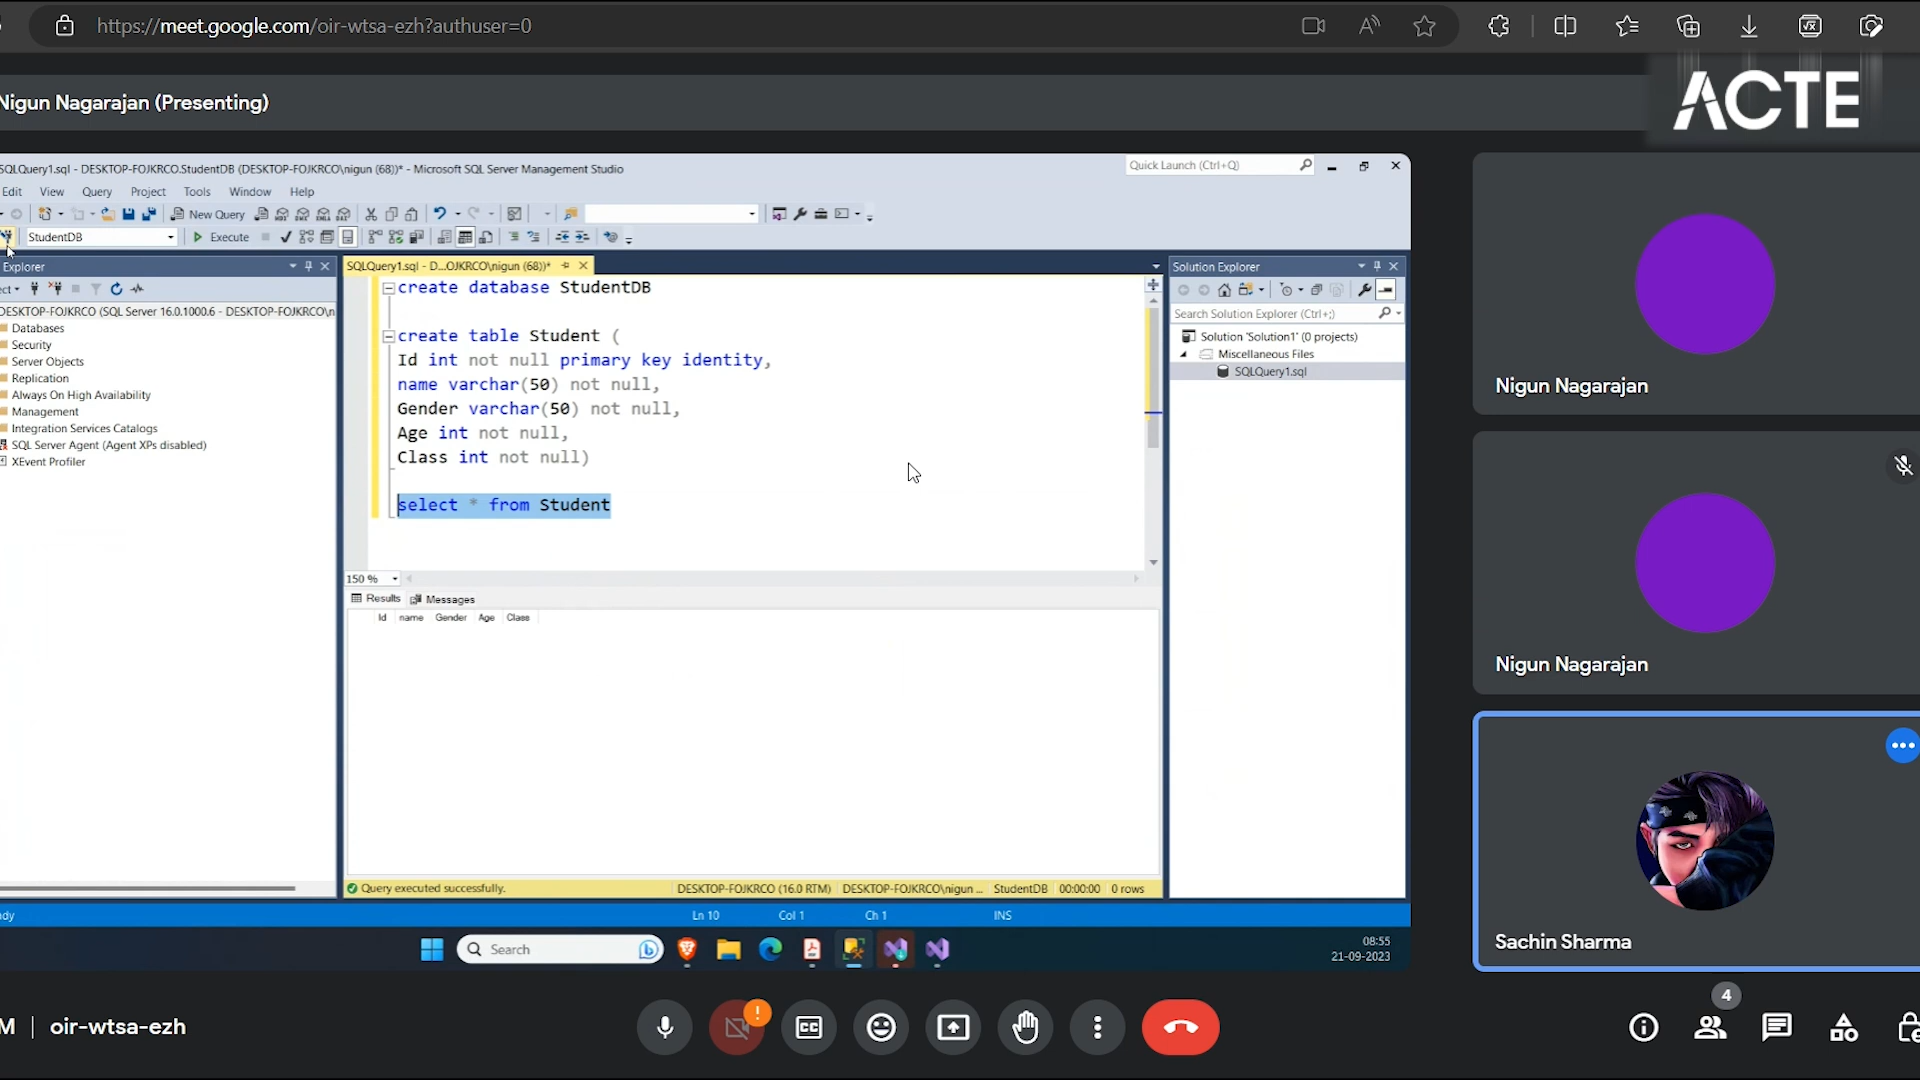 https://meet.google.com/oir-wtsa-ezh?authuser=0
ACTE
Nigun Nagarajan (Presenting)
SQLQuery1.sql - DESKTOP-FOJKRCO.StudentDB (DESKTOP-FOJKRCO\nigun (68))* - Microsoft SQL Server Management Studio
Quick Launch (Ctrl+Q)
Edit View Query Project Tools Window Help
New Query
StudentDB
Execute
Explorer
SQLQuery1.sql - D...OJKRCO\nigun (68))*
Solution Explorer
Search Solution Explorer (Ctrl+;)
DESKTOP-FOJKRCO (SQL Server 16.0.1000.6 - DESKTOP-FOJKRCO\n
Databases
Security
Server Objects
Replication
Always On High Availability
Management
Integration Services Catalogs
SQL Server Agent (Agent XPs disabled)
XEvent Profiler
create database StudentDB
create table Student (
Id int not null primary key identity,
name varchar(50) not null,
Gender varchar(50) not null,
Age int not null,
Class int not null)
select * from Student
Solution 'Solution1' (0 projects)
Miscellaneous Files
SQLQuery1.sql
150 %
Results Messages
Id name Gender Age Class
Query executed successfully.
DESKTOP-FOJKRCO (16.0 RTM) DESKTOP-FOJKRCO\nigun ... StudentDB 00:00:00 0 rows
Ln 10 Col 1 Ch 1 INS
Search
08:55
21-09-2023
Nigun Nagarajan
Nigun Nagarajan
Sachin Sharma
M | oir-wtsa-ezh
CC
4